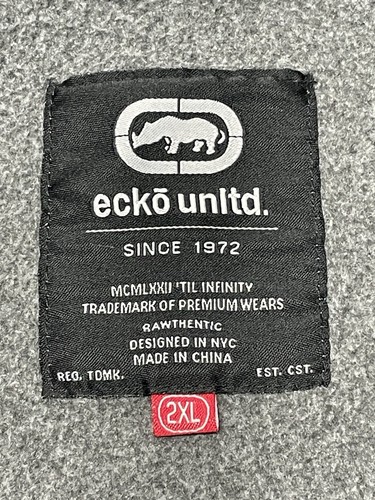 eckō unltd.
SINCE 1972
MCMLXXII 'TIL INFINITY
TRADEMARK OF PREMIUM WEARS
RAWTHENTIC
DESIGNED IN NYC
MADE IN CHINA
REG. TDMK. EST. CST.
2XL